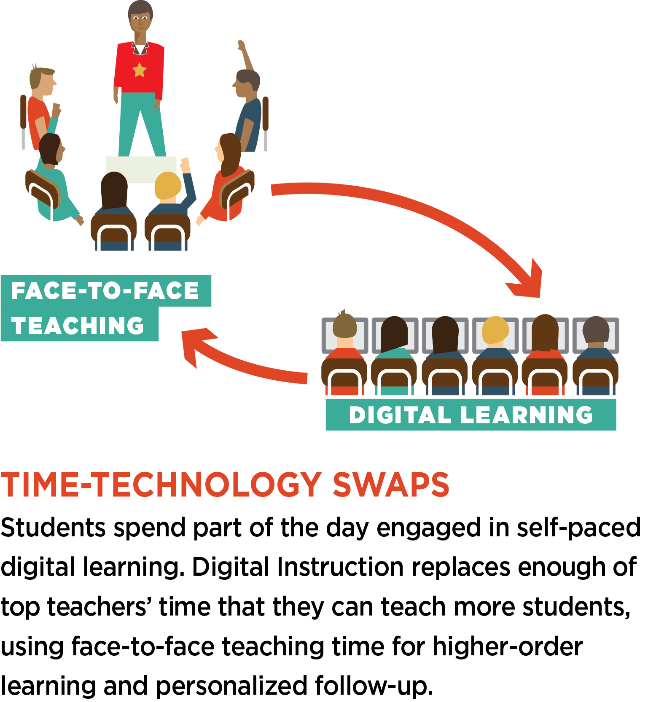 FACE-TO-FACE
TEACHING
DIGITAL LEARNING
TIME-TECHNOLOGY SWAPS
Students spend part of the day engaged in self-paced
digital learning. Digital Instruction replaces enough of
top teachers’ time that they can teach more students,
using face-to-face teaching time for higher-order
learning and personalized follow-up.